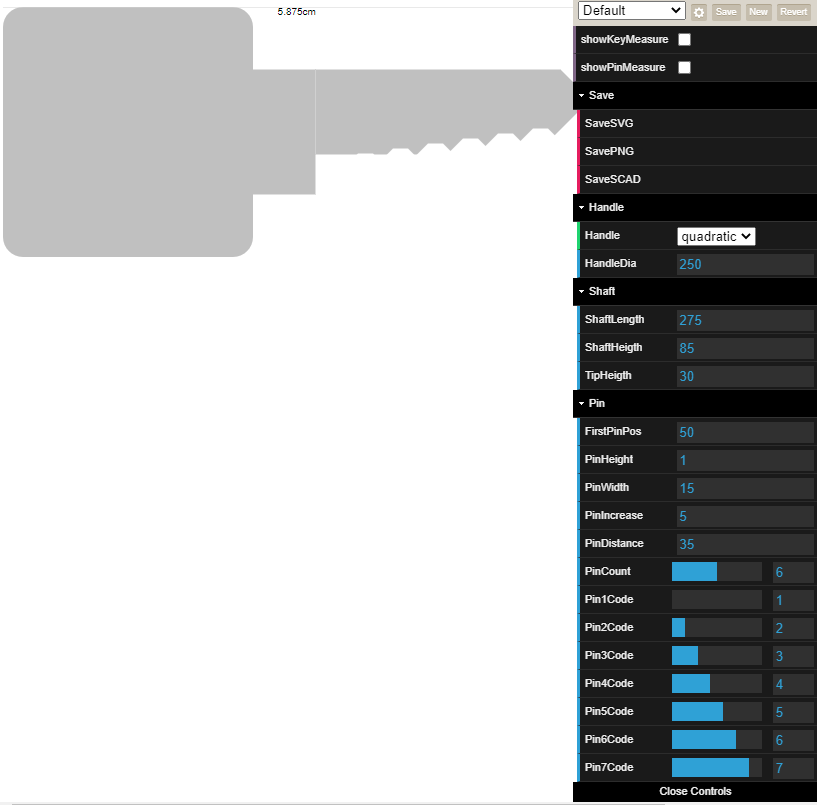 5.875cm
Default Save New Revert
showKeyMeasure
showPinMeasure
Save
SaveSVG
SavePNG
SaveSCAD
Handle
Handle quadratic
HandleDia 250
Shaft
ShaftLength 275
ShaftHeigth 85
TipHeigth 30
Pin
FirstPinPos 50
PinHeight 1
PinWidth 15
PinIncrease 5
PinDistance 35
PinCount 6
Pin1Code 1
Pin2Code 2
Pin3Code 3
Pin4Code 4
Pin5Code 5
Pin6Code 6
Pin7Code 7
Close Controls